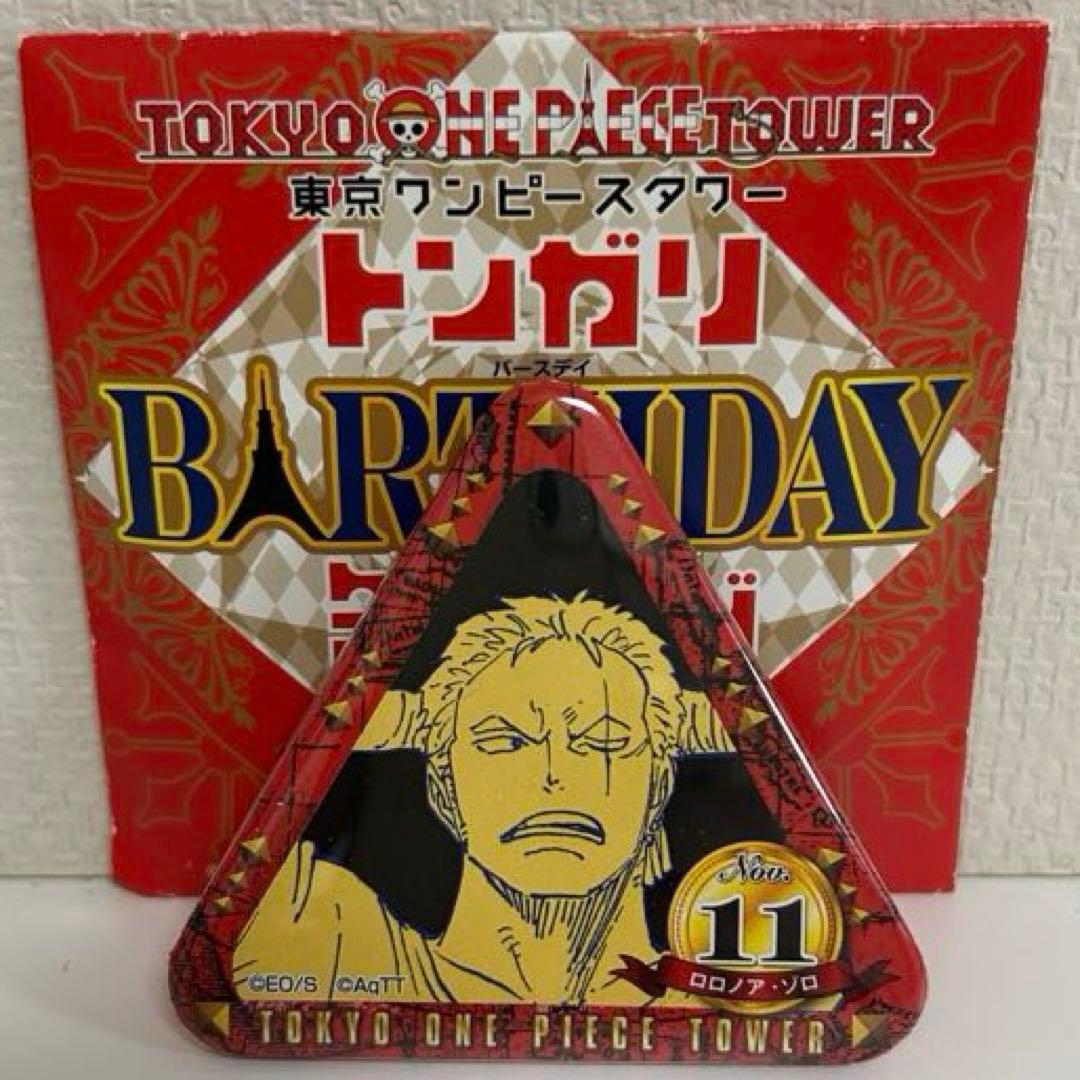 TOKYO ONE PIECE TOWER
東京ワンピースタワー
トンガリ
バースデイ
BIRTHDAY
Nov.
11
ロロノア・ゾロ
©EO/S ©AqTT
TOKYO ONE PIECE TOWER